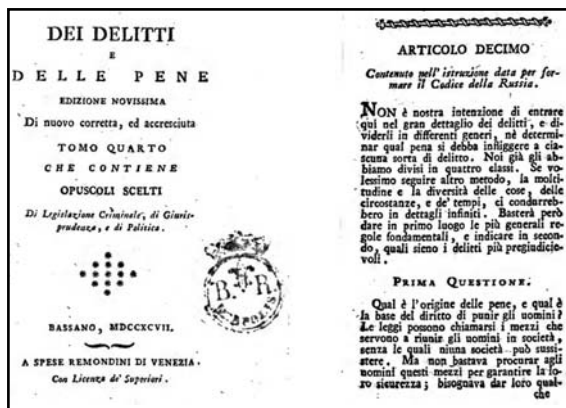 DEI DELITTI
E
DELLE PENE
EDIZIONE NOVISSIMA
Di nuovo corretta, ed accresciuta
TOMO QUARTO
CHE CONTIENE
OPUSCOLI SCELTI
Di Legislazione Criminale, di Giuris-
prudenza, e di Politica.
B. R.
BASSANO, MDCCXCVII.
A SPESE REMONDINI DI VENEZIA.
Con Licenza de' Superiori.
ARTICOLO DECIMO
Contenuto nell' istruzione data per for-
mare il Codice della Russia.
NON è nostra intenzione di entrare
qui nel gran dettaglio dei delitti, e di-
viderli in differenti generi, nè determi-
nar qual pena si debba infliggere a cia-
scuna sorta di delitto. Noi già gli ab-
biamo divisi in quattro classi. Se vo-
lessimo seguire altro metodo, la molti-
tudine e la diversità delle cose, delle
circostanze, e de' tempi, ci condurreb-
bero in dettagli infiniti. Basterà però
dare in primo luogo le più generali re-
gole fondamentali, e indicare in secon-
do, quali sieno i delitti più pregiudicie-
voli.
PRIMA QUESTIONE.
Qual è l'origine delle pene, e qual è
la base del diritto di punir gli uomini?
Le leggi possono chiamarsi i mezzi che
servono a riunir gli uomini in società,
senza le quali niuna società può sussi-
stere. Ma non bastava procurar agli
uomini questi mezzi per garantire la lo-
ro sicurezza; bisognava dar loro qual-
che